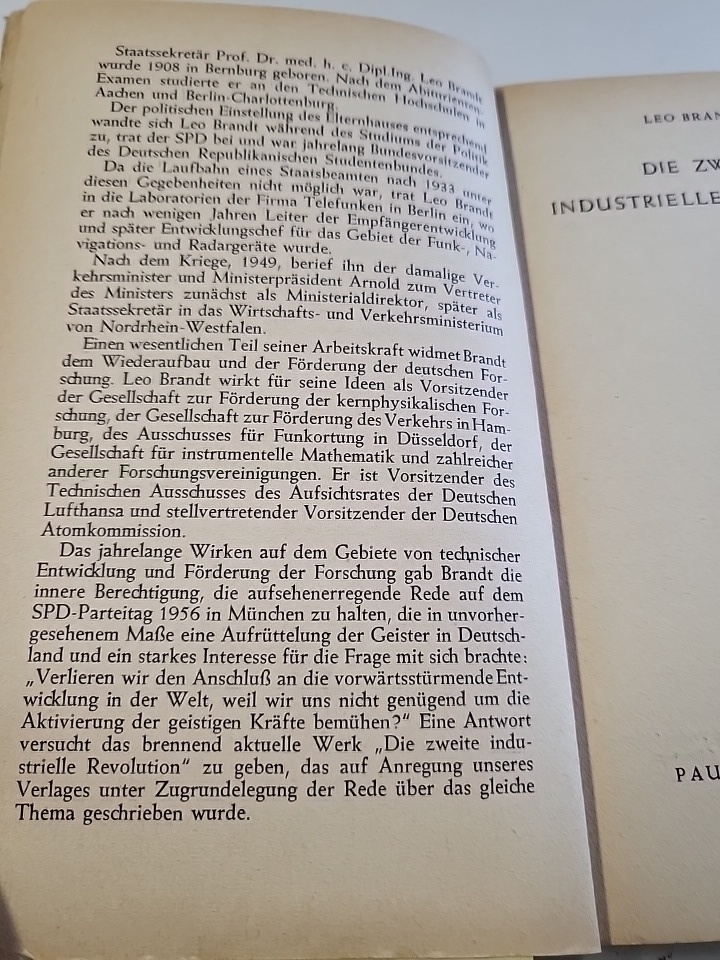 Staatssekretär Prof. Dr. med. h. c. Dipl.Ing. Leo Brandt
wurde 1908 in Bernburg geboren. Nach dem Abiturienten-
Examen studierte er an den Technischen Hochschulen in
Aachen und Berlin-Charlottenburg.
Der politischen Einstellung des Elternhauses entsprechend
wandte sich Leo Brandt während des Studiums der Politik
zu, trat der SPD bei und war jahrelang Bundesvorsitzender
des Deutschen Republikanischen Studentenbundes.
Da die Laufbahn eines Staatsbeamten nach 1933 unter
diesen Gegebenheiten nicht möglich war, trat Leo Brandt
in die Laboratorien der Firma Telefunken in Berlin ein, wo
er nach wenigen Jahren Leiter der Empfängerentwicklung
und später Entwicklungschef für das Gebiet der Funk-, Na-
vigations- und Radargeräte wurde.
Nach dem Kriege, 1949, berief ihn der damalige Ver-
kehrsminister und Ministerpräsident Arnold zum Vertreter
des Ministers zunächst als Ministerialdirektor, später als
Staatssekretär in das Wirtschafts- und Verkehrsministerium
von Nordrhein-Westfalen.
Einen wesentlichen Teil seiner Arbeitskraft widmet Brandt
dem Wiederaufbau und der Förderung der deutschen For-
schung. Leo Brandt wirkt für seine Ideen als Vorsitzender
der Gesellschaft zur Förderung der kernphysikalischen For-
schung, der Gesellschaft zur Förderung des Verkehrs in Ham-
burg, des Ausschusses für Funkortung in Düsseldorf, der
Gesellschaft für instrumentelle Mathematik und zahlreicher
anderer Forschungsvereinigungen. Er ist Vorsitzender des
Technischen Ausschusses des Aufsichtsrates der Deutschen
Lufthansa und stellvertretender Vorsitzender der Deutschen
Atomkommission.
Das jahrelange Wirken auf dem Gebiete von technischer
Entwicklung und Förderung der Forschung gab Brandt die
innere Berechtigung, die aufsehenerregende Rede auf dem
SPD-Parteitag 1956 in München zu halten, die in unvorher-
gesehenem Maße eine Aufrüttelung der Geister in Deutsch-
land und ein starkes Interesse für die Frage mit sich brachte:
„Verlieren wir den Anschluß an die vorwärtsstürmende Ent-
wicklung in der Welt, weil wir uns nicht genügend um die
Aktivierung der geistigen Kräfte bemühen?“ Eine Antwort
versucht das brennend aktuelle Werk „Die zweite indu-
strielle Revolution“ zu geben, das auf Anregung unseres
Verlages unter Zugrundelegung der Rede über das gleiche
Thema geschrieben wurde.
LEO BRAN
DIE ZW
INDUSTRIELLE
PAU